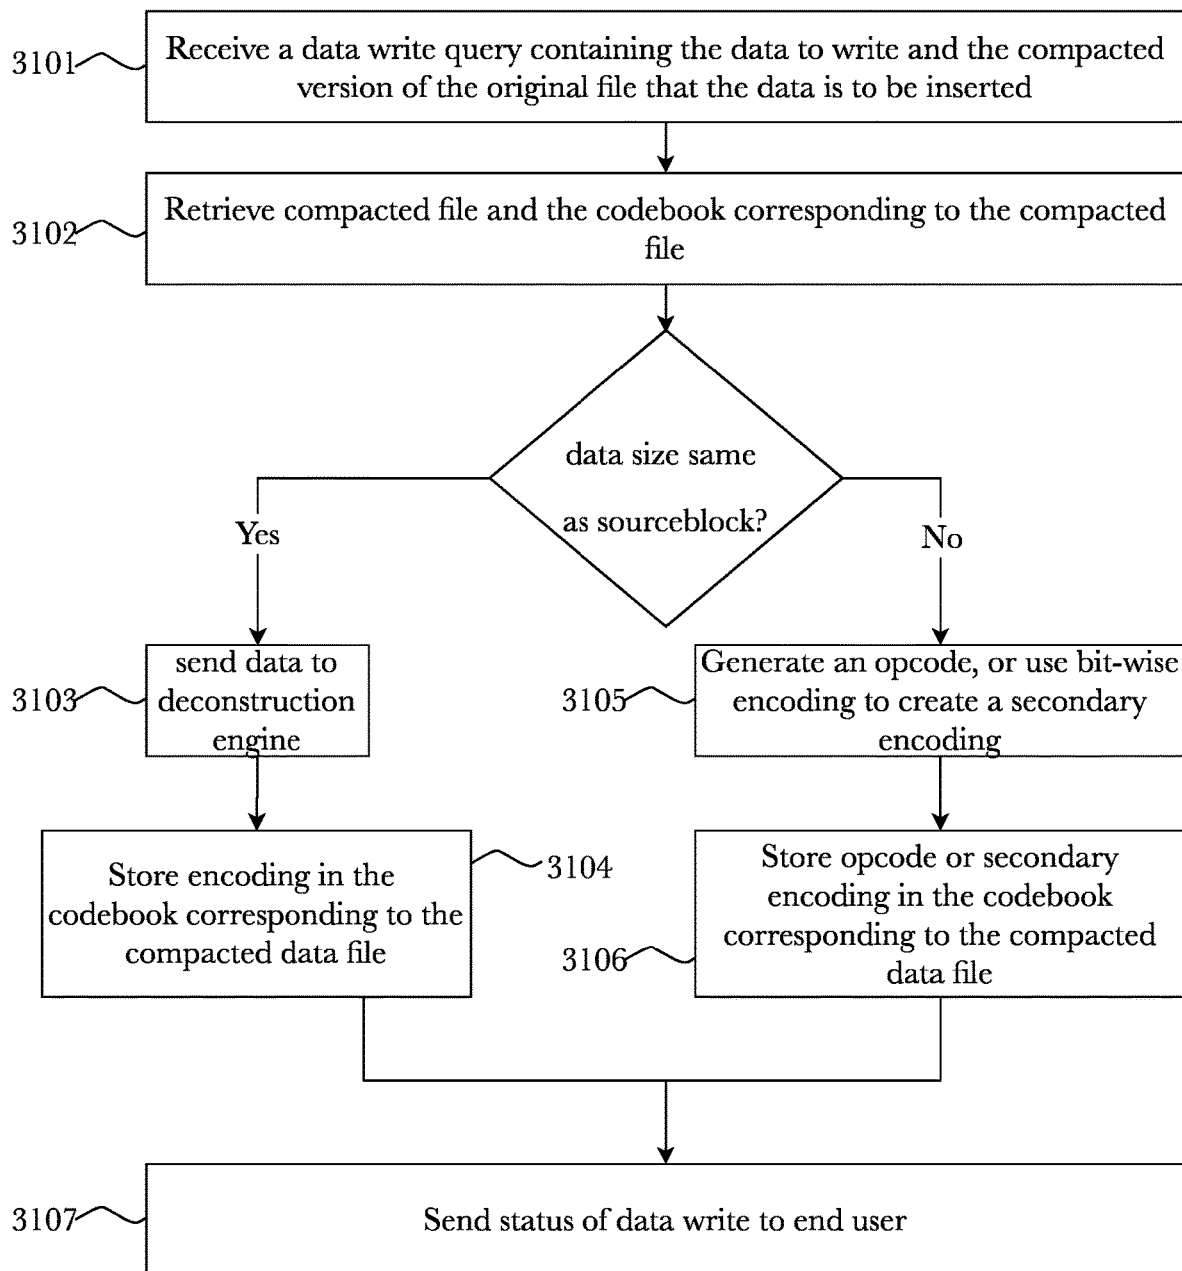 3101
Receive a data write query containing the data to write and the compacted
version of the original file that the data is to be inserted
3102
Retrieve compacted file and the codebook corresponding to the compacted
file
data size same
as sourceblock?
Yes
No
3103
send data to
deconstruction
engine
3105
Generate an opcode, or use bit-wise
encoding to create a secondary
encoding
Store encoding in the
codebook corresponding to the
compacted data file
3104
3106
Store opcode or secondary
encoding in the codebook
corresponding to the compacted
data file
3107
Send status of data write to end user